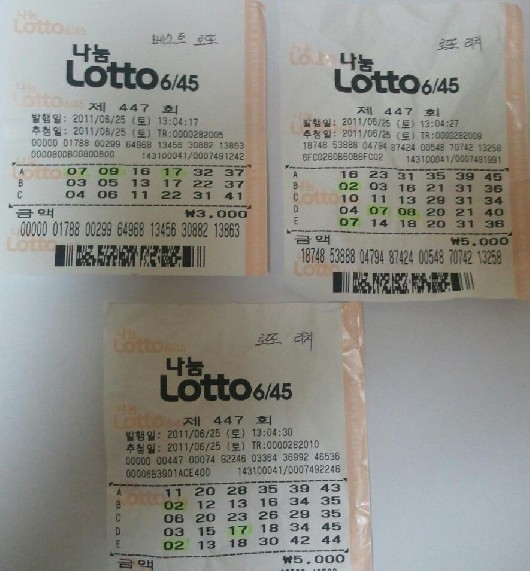 베스트 로또
나눔
Lotto 6/45
제 447 회
발행일: 2011/06/25 (토) 13:04:17
추첨일: 2011/06/25 (토) TR:0000282005
00000 01788 00299 64968 13456 30882 13863
0000800B00800B00 143100041/0007491242
A 07 09 16 17 32 37
B 03 05 13 17 22 37
C 04 06 11 22 31 41
금액 ₩3,000
00000 01788 00299 64968 13456 30882 13863
로또 리치
나눔
Lotto 6/45
제 447 회
발행일: 2011/06/25 (토) 13:04:27
추첨일: 2011/06/25 (토) TR:0000282009
18748 53888 04794 87424 00548 70742 13258
6FC0260B60B6FC02 143100041/0007491991
A 16 23 31 35 39 45
B 02 03 16 21 31 36
C 10 11 13 29 31 34
D 04 07 08 20 21 40
E 07 14 18 20 31 36
금액 ₩5,000
18748 53888 04794 87424 00548 70742 13258
로또 리치
나눔
Lotto 6/45
제 447 회
발행일: 2011/06/25 (토) 13:04:30
추첨일: 2011/06/25 (토) TR:0000282010
00000 00447 00074 92246 03364 36992 46536
00006B3901ACE400 143100041/0007492246
A 11 20 28 35 39 43
B 02 12 13 16 34 35
C 06 20 23 26 29 35
D 03 15 17 18 34 45
E 02 13 18 30 42 44
금액 ₩5,000